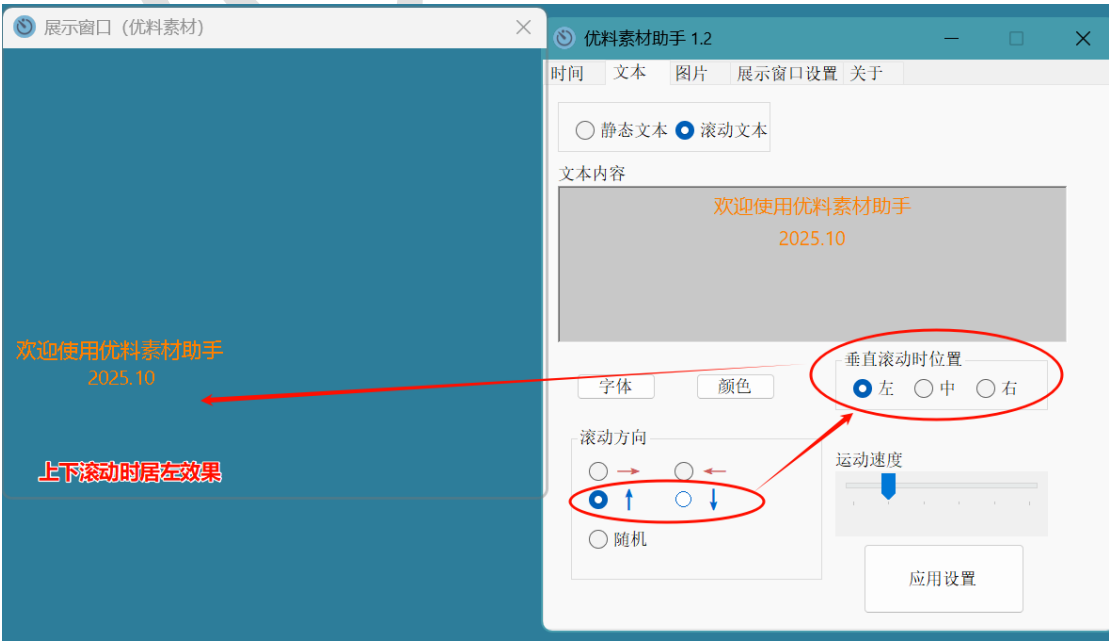 展示窗口（优料素材）
欢迎使用优料素材助手
2025.10
上下滚动时居左效果
优料素材助手 1.2
时间 文本 图片 展示窗口设置 关于
静态文本 滚动文本
文本内容
欢迎使用优料素材助手
2025.10
字体 颜色
垂直滚动时位置
左 中 右
滚动方向
→ ←
↑ ↓
随机
运动速度
应用设置